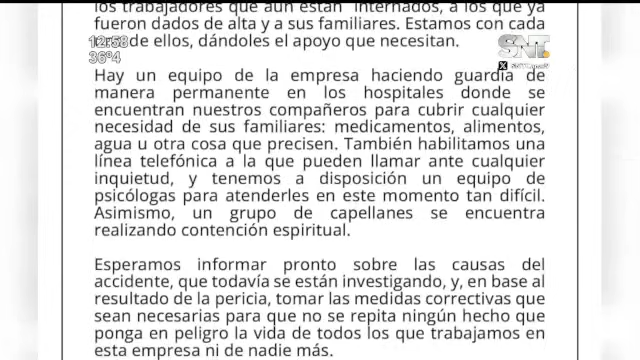 los trabajadores que aún están internados, a los que ya
fueron dados de alta y a sus familiares. Estamos con cada
de ellos, dándoles el apoyo que necesitan.
12:58
36°4
SNT
Hay un equipo de la empresa haciendo guardia de
manera permanente en los hospitales donde se
encuentran nuestros compañeros para cubrir cualquier
necesidad de sus familiares: medicamentos, alimentos,
agua u otra cosa que precisen. También habilitamos una
línea telefónica a la que pueden llamar ante cualquier
inquietud, y tenemos a disposición un equipo de
psicólogas para atenderles en este momento tan difícil.
Asimismo, un grupo de capellanes se encuentra
realizando contención espiritual.
Esperamos informar pronto sobre las causas del
accidente, que todavía se están investigando, y, en base al
resultado de la pericia, tomar las medidas correctivas que
sean necesarias para que no se repita ningún hecho que
ponga en peligro la vida de todos los que trabajamos en
esta empresa ni de nadie más.